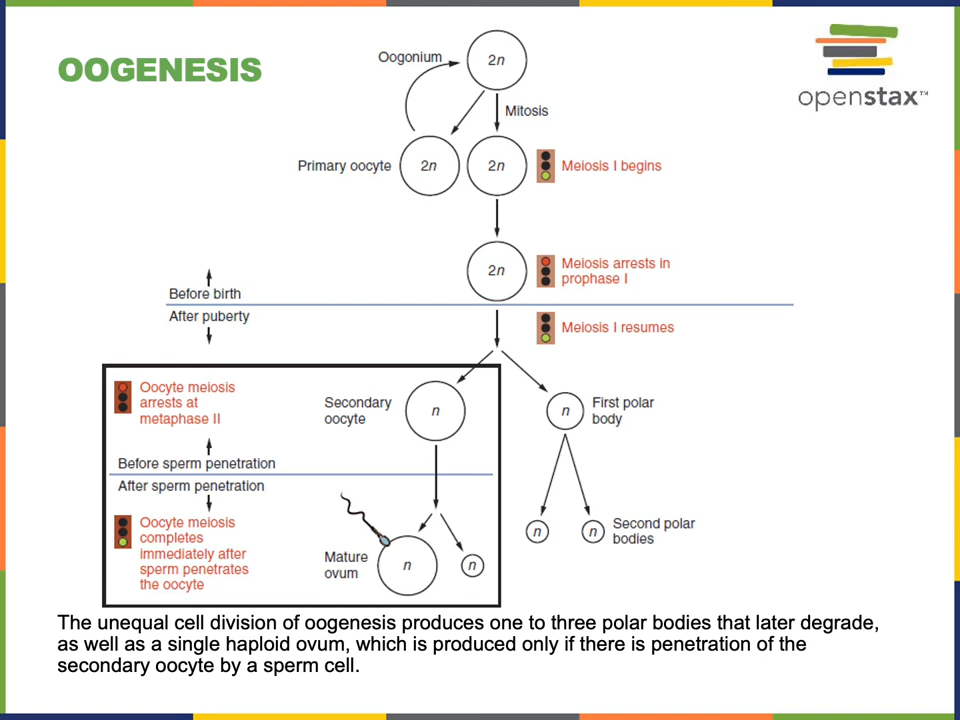 OOGENESIS
openstax™
Oogonium
2n
Mitosis
Primary oocyte
2n
2n
Meiosis I begins
2n
Meiosis arrests in
prophase I
Before birth
After puberty
Meiosis I resumes
Oocyte meiosis
arrests at
metaphase II
Secondary
oocyte
n
n
First polar
body
Before sperm penetration
After sperm penetration
Oocyte meiosis
completes
immediately after
sperm penetrates
the oocyte
Mature
ovum
n
n
n
n
Second polar
bodies
The unequal cell division of oogenesis produces one to three polar bodies that later degrade,
as well as a single haploid ovum, which is produced only if there is penetration of the
secondary oocyte by a sperm cell.